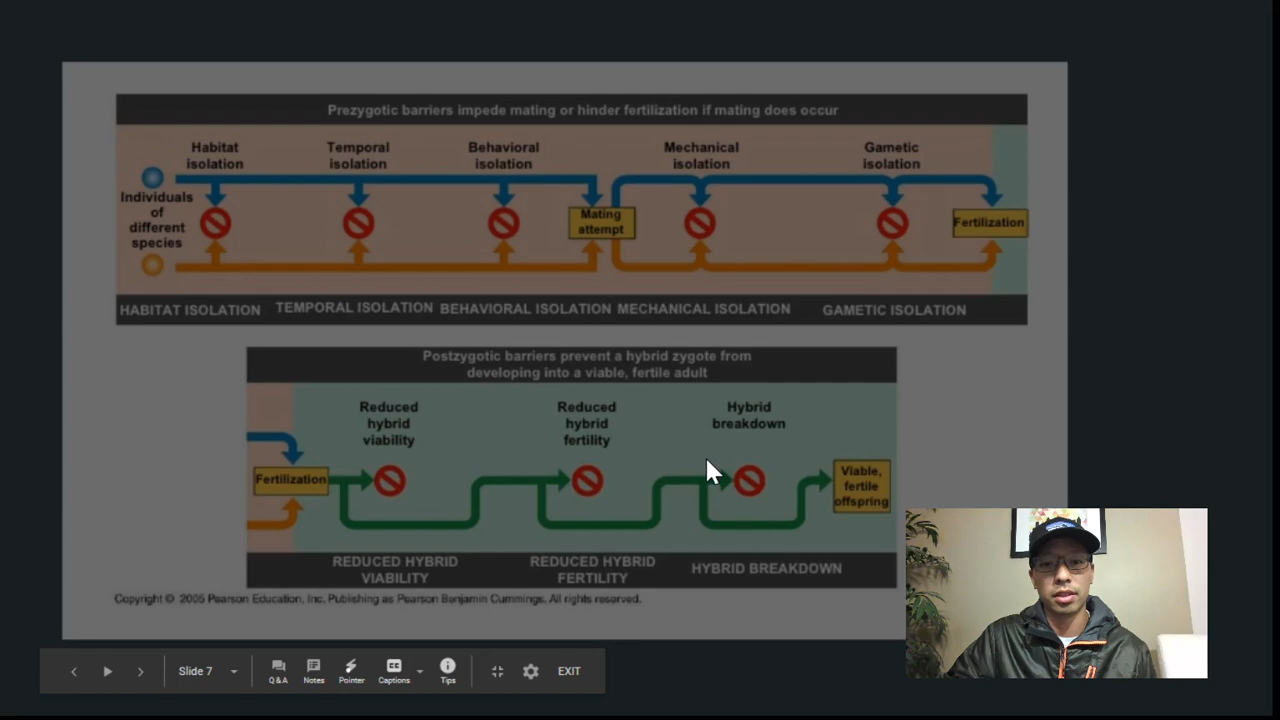 Prezygotic barriers impede mating or hinder fertilization if mating does occur
Habitat
isolation
Temporal
isolation
Behavioral
isolation
Mechanical
isolation
Gametic
isolation
Individuals
of
different
species
Mating
attempt
Fertilization
HABITAT ISOLATION
TEMPORAL ISOLATION
BEHAVIORAL ISOLATION
MECHANICAL ISOLATION
GAMETIC ISOLATION
Postzygotic barriers prevent a hybrid zygote from
developing into a viable, fertile adult
Reduced
hybrid
viability
Reduced
hybrid
fertility
Hybrid
breakdown
Fertilization
Viable,
fertile
offspring
REDUCED HYBRID
VIABILITY
REDUCED HYBRID
FERTILITY
HYBRID BREAKDOWN
Copyright © 2005 Pearson Education, Inc. Publishing as Pearson Benjamin Cummings. All rights reserved.
Slide 7
Q&A
Notes
Pointer
CC
Captions
Tips
EXIT